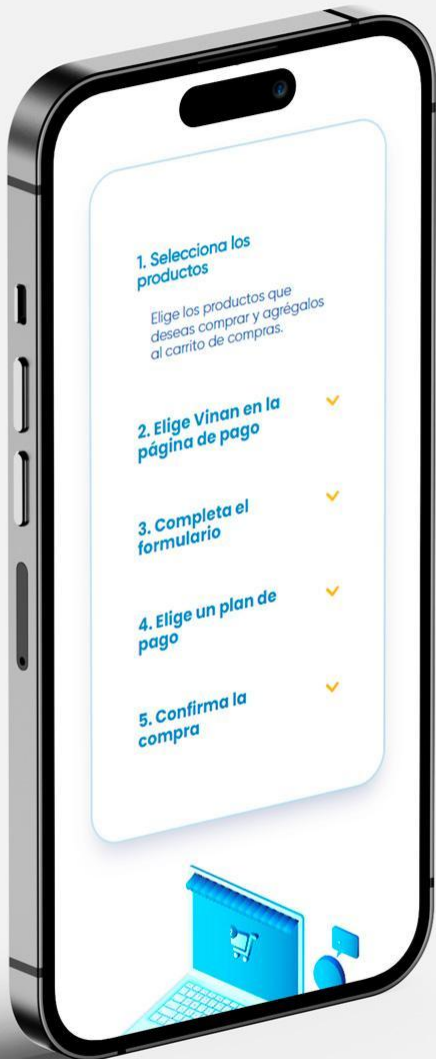 1. Selecciona los
productos
Elige los productos que
deseas comprar y agrégalos
al carrito de compras.
2. Elige Vinan en la
página de pago
3. Completa el
formulario
4. Elige un plan de
pago
5. Confirma la
compra